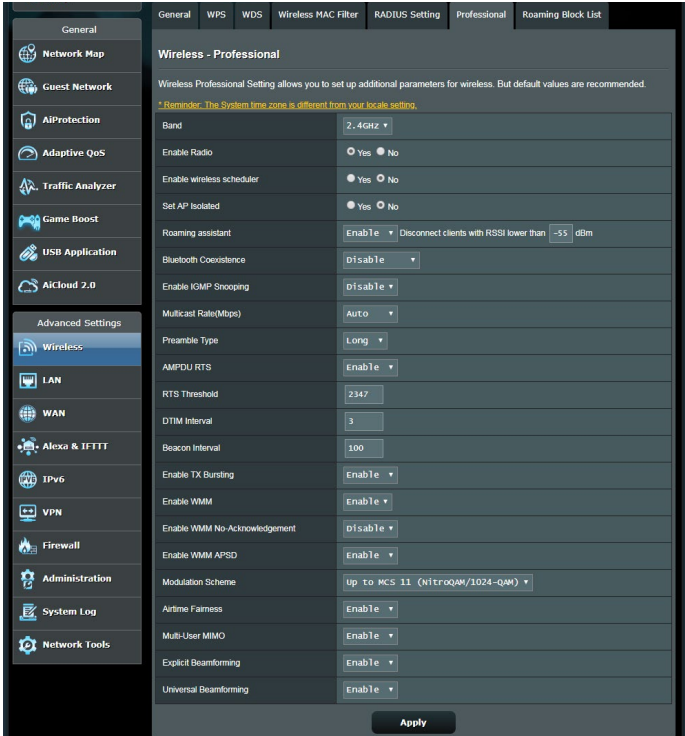 General WPS WDS Wireless MAC Filter RADIUS Setting Professional Roaming Block List
General
Network Map
Guest Network
AiProtection
Adaptive QoS
Traffic Analyzer
Game Boost
USB Application
AiCloud 2.0
Advanced Settings
Wireless
LAN
WAN
Alexa & IFTTT
IPv6
VPN
Firewall
Administration
System Log
Network Tools
Wireless - Professional
Wireless Professional Setting allows you to set up additional parameters for wireless. But default values are recommended.
* Reminder: The System time zone is different from your locale setting.
Band 2.4GHz
Enable Radio Yes No
Enable wireless scheduler Yes No
Set AP Isolated Yes No
Roaming assistant Enable Disconnect clients with RSSI lower than -55 dBm
Bluetooth Coexistence Disable
Enable IGMP Snooping Disable
Multicast Rate(Mbps) Auto
Preamble Type Long
AMPDU RTS Enable
RTS Threshold 2347
DTIM Interval 3
Beacon Interval 100
Enable TX Bursting Enable
Enable WMM Enable
Enable WMM No-Acknowledgement Disable
Enable WMM APSD Enable
Modulation Scheme Up to MCS 11 (NitroQAM/1024-QAM)
Airtime Fairness Enable
Multi-User MIMO Enable
Explicit Beamforming Enable
Universal Beamforming Enable
Apply